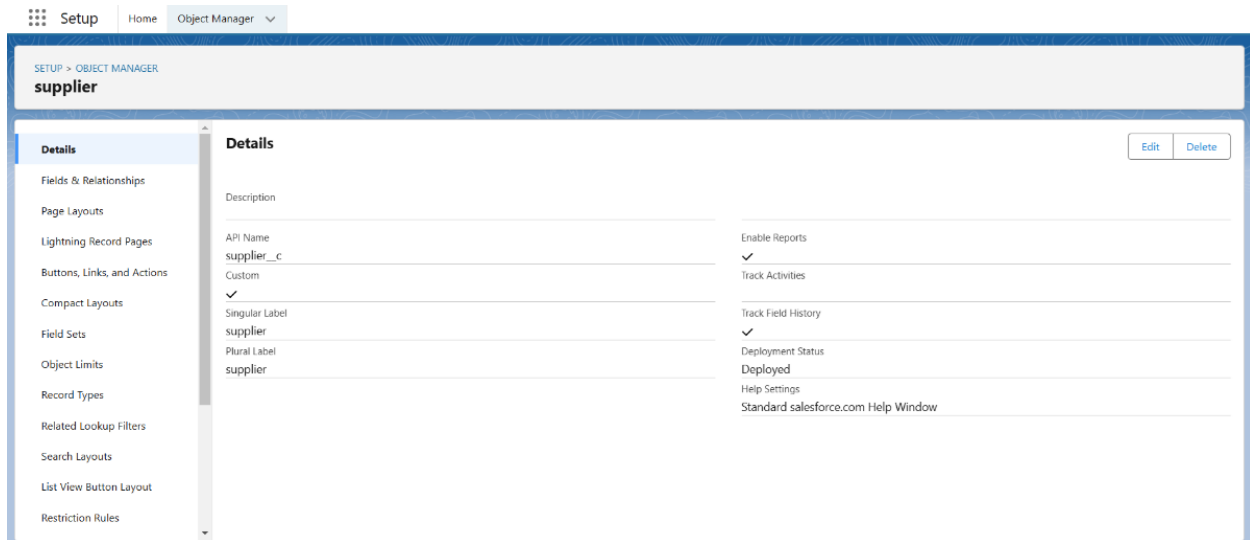 Setup Home Object Manager
SETUP > OBJECT MANAGER
supplier
Details
Fields & Relationships
Page Layouts
Lightning Record Pages
Buttons, Links, and Actions
Compact Layouts
Field Sets
Object Limits
Record Types
Related Lookup Filters
Search Layouts
List View Button Layout
Restriction Rules
Details
Edit Delete
Description
API Name
supplier__c
Custom
Singular Label
supplier
Plural Label
supplier
Enable Reports
Track Activities
Track Field History
Deployment Status
Deployed
Help Settings
Standard salesforce.com Help Window